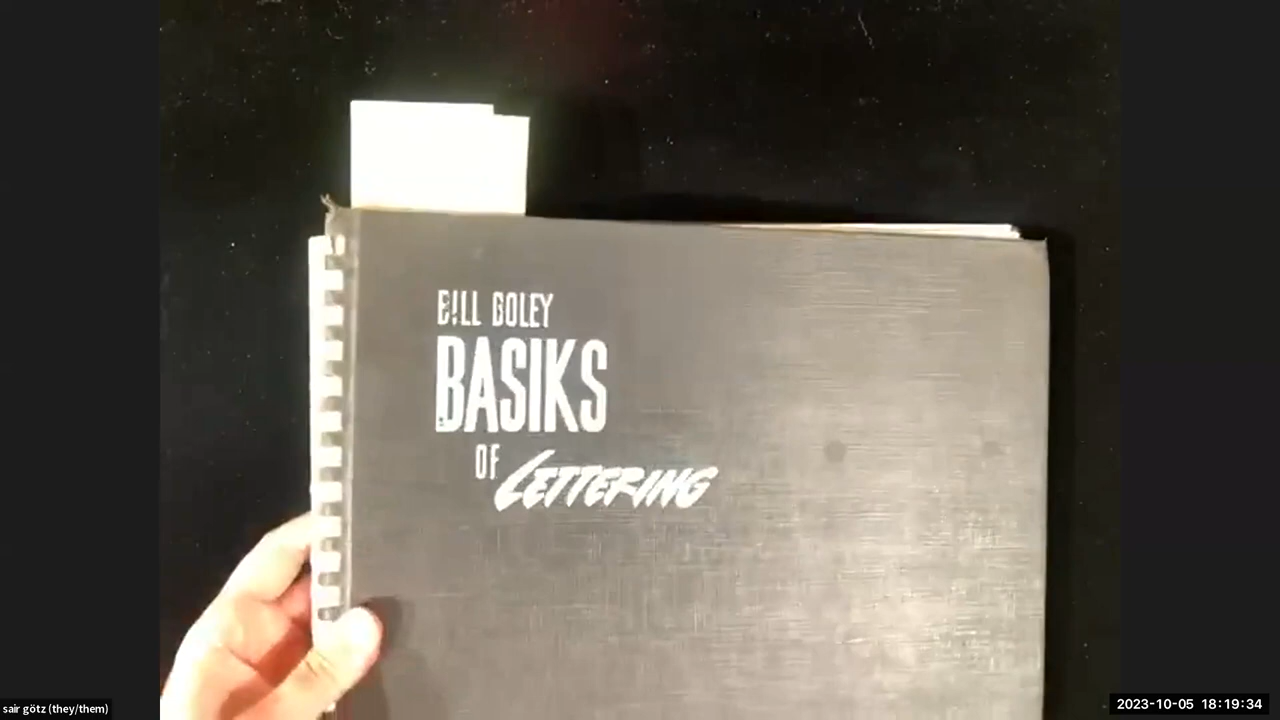 BILL BOLEY
BASIKS
OF LETTERING
sair götz (they/them)
2023-10-05 18:19:34